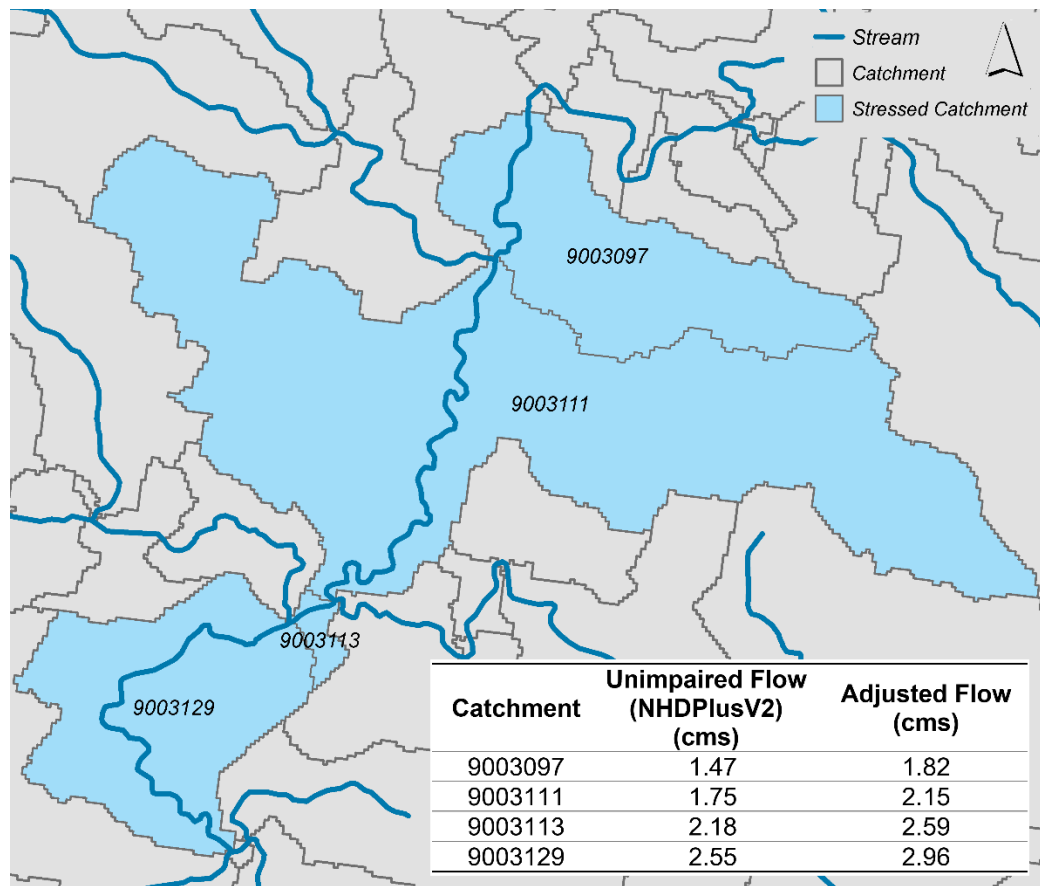 Stream
Catchment
Stressed Catchment
9003097
9003111
9003113
9003129
Catchment Unimpaired Flow (NHDPlusV2) (cms) Adjusted Flow (cms)
9003097 1.47 1.82
9003111 1.75 2.15
9003113 2.18 2.59
9003129 2.55 2.96